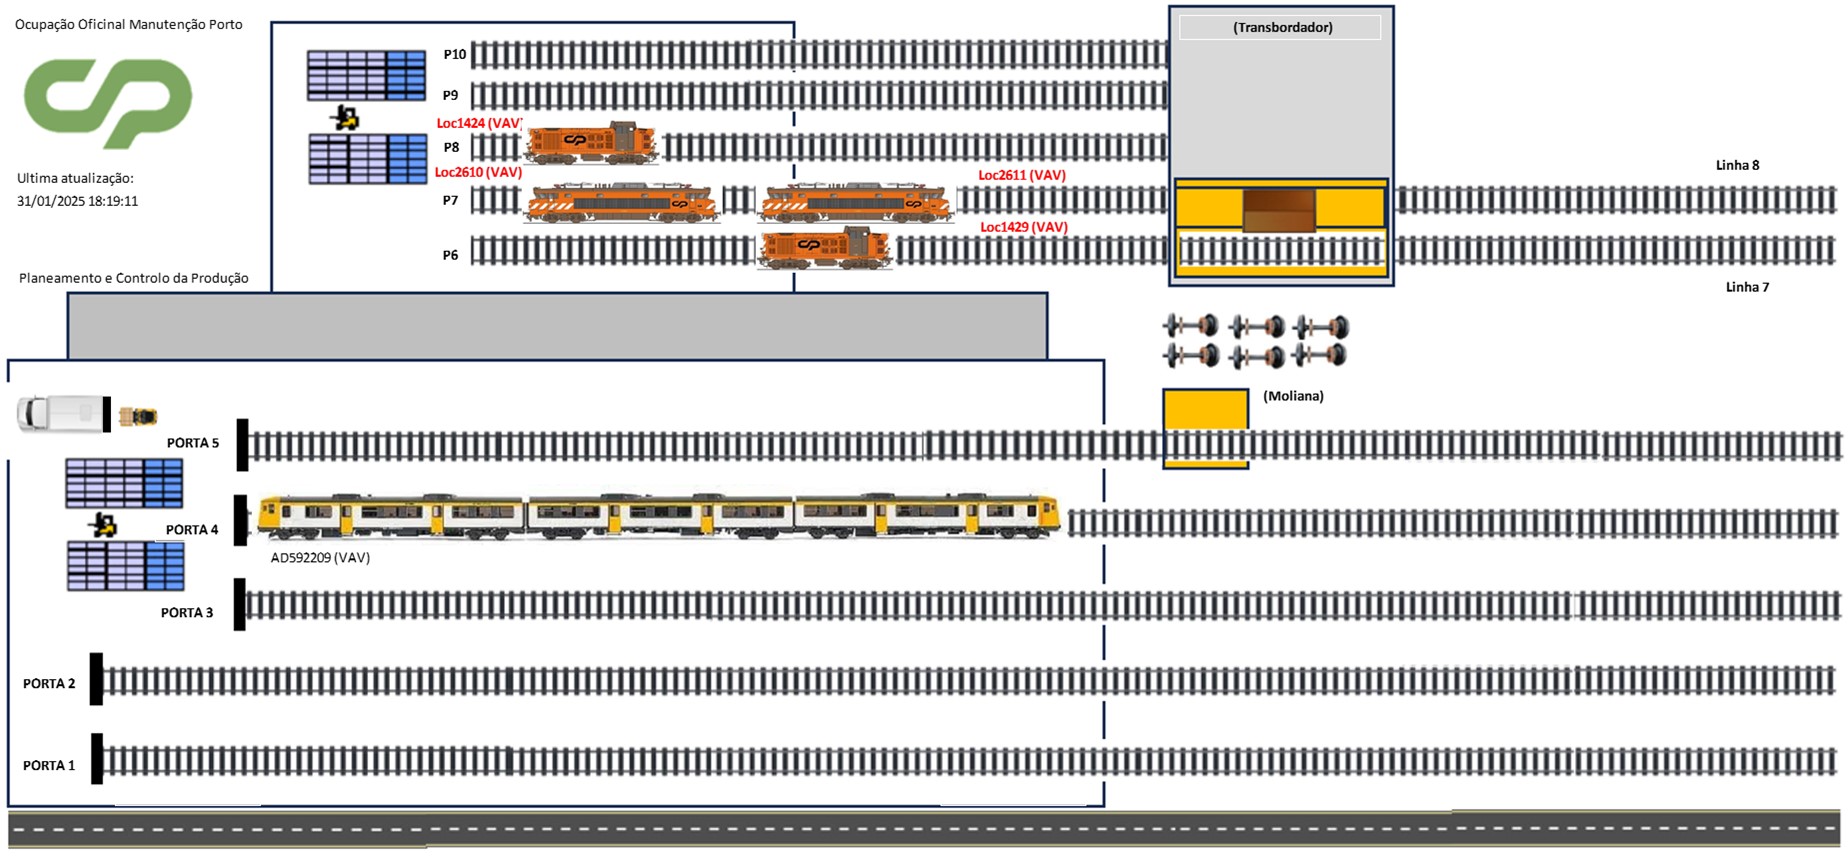 Ocupação Oficinal Manutenção Porto
(Transbordador)
P10
P9
Loc1424 (VAV)
P8
Ultima atualização:
31/01/2025 18:19:11
Loc2610 (VAV)
Loc2611 (VAV)
Linha 8
P7
Loc1429 (VAV)
P6
Planeamento e Controlo da Produção
Linha 7
(Moliana)
PORTA 5
PORTA 4
AD592209 (VAV)
PORTA 3
PORTA 2
PORTA 1